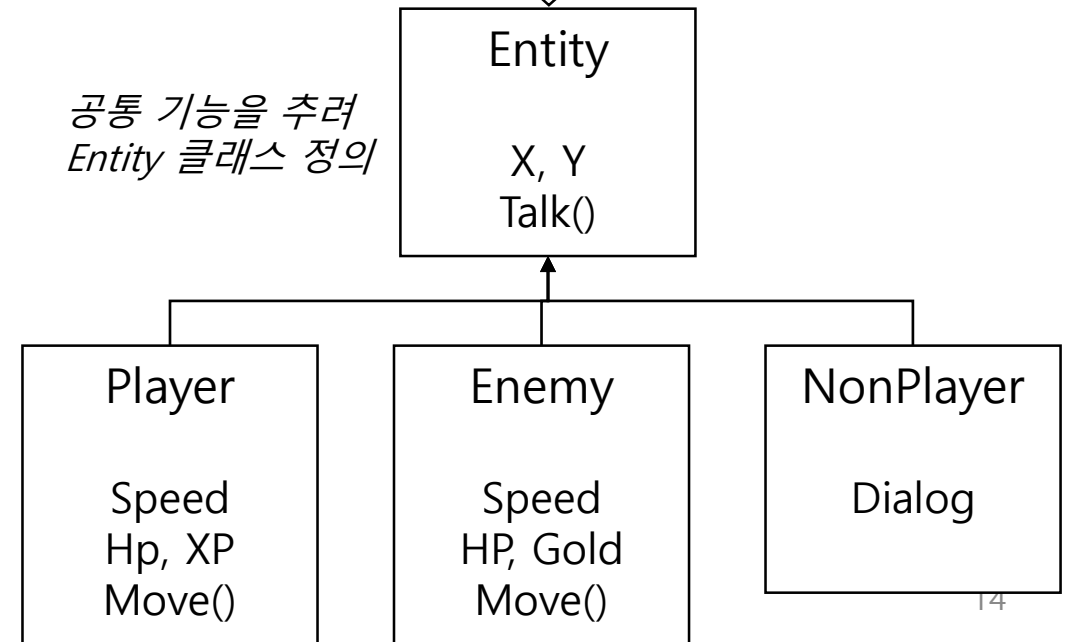 Entity
공통 기능을 추려
Entity 클래스 정의
X, Y
Talk()
Player
Speed
Hp, XP
Move()
Enemy
Speed
HP, Gold
Move()
NonPlayer
Dialog
14